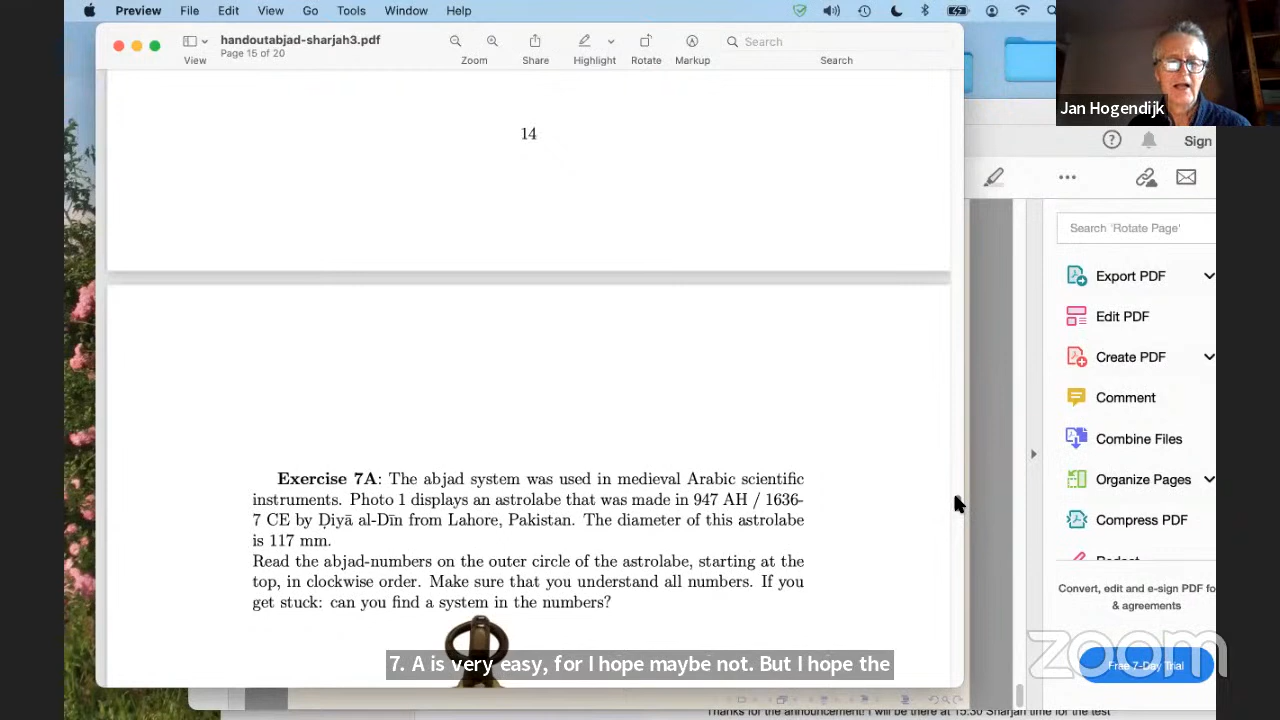 Preview File Edit View Go Tools Window Help
handoutabjad-sharjah3.pdf
Page 15 of 20
View
Zoom
Share
Highlight
Rotate
Markup
Search
Search
Jan Hogendijk
14
Sign
Search 'Rotate Page'
Export PDF
Edit PDF
Create PDF
Comment
Combine Files
Organize Pages
Compress PDF
Convert, edit and e-sign PDF fo
& agreements
Free 7-Day Trial
zoom
Exercise 7A: The abjad system was used in medieval Arabic scientific
instruments. Photo 1 displays an astrolabe that was made in 947 AH / 1636-
7 CE by Ḍiyā al-Dīn from Lahore, Pakistan. The diameter of this astrolabe
is 117 mm.
Read the abjad-numbers on the outer circle of the astrolabe, starting at the
top, in clockwise order. Make sure that you understand all numbers. If you
get stuck: can you find a system in the numbers?
7. A is very easy, for I hope maybe not. But I hope the
Thanks for the announcement! I will be there at 15:30 Sharjah time for the test